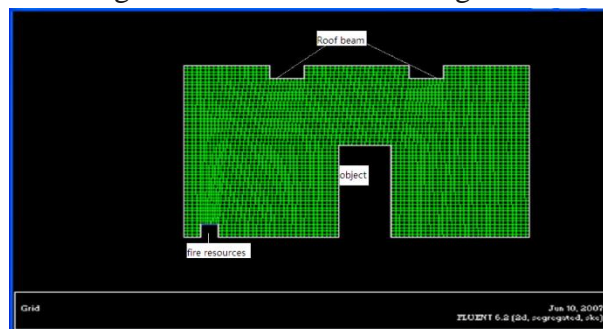 Roof beam
object
fire resources
Grid
Jun 10, 2007
FLUENT 6.2 (2d, segregated, ske)